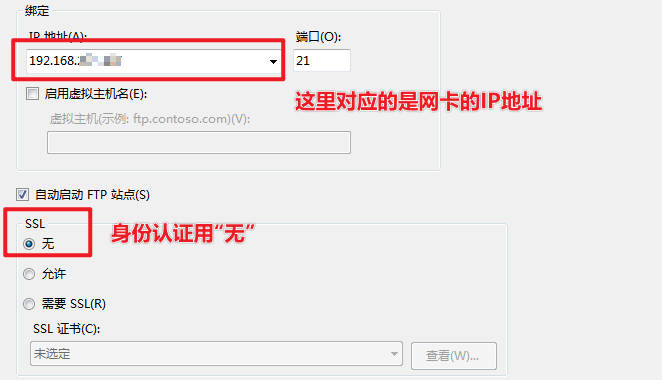 绑定
IP 地址(A):
端口(O):
192.168.
21
启用虚拟主机名(E):
这里对应的是网卡的IP地址
虚拟主机(示例: ftp.contoso.com)(V):
自动启动 FTP 站点(S)
SSL
身份认证用“无”
无
允许
需要 SSL(R)
SSL 证书(C):
未选定
查看(W)...